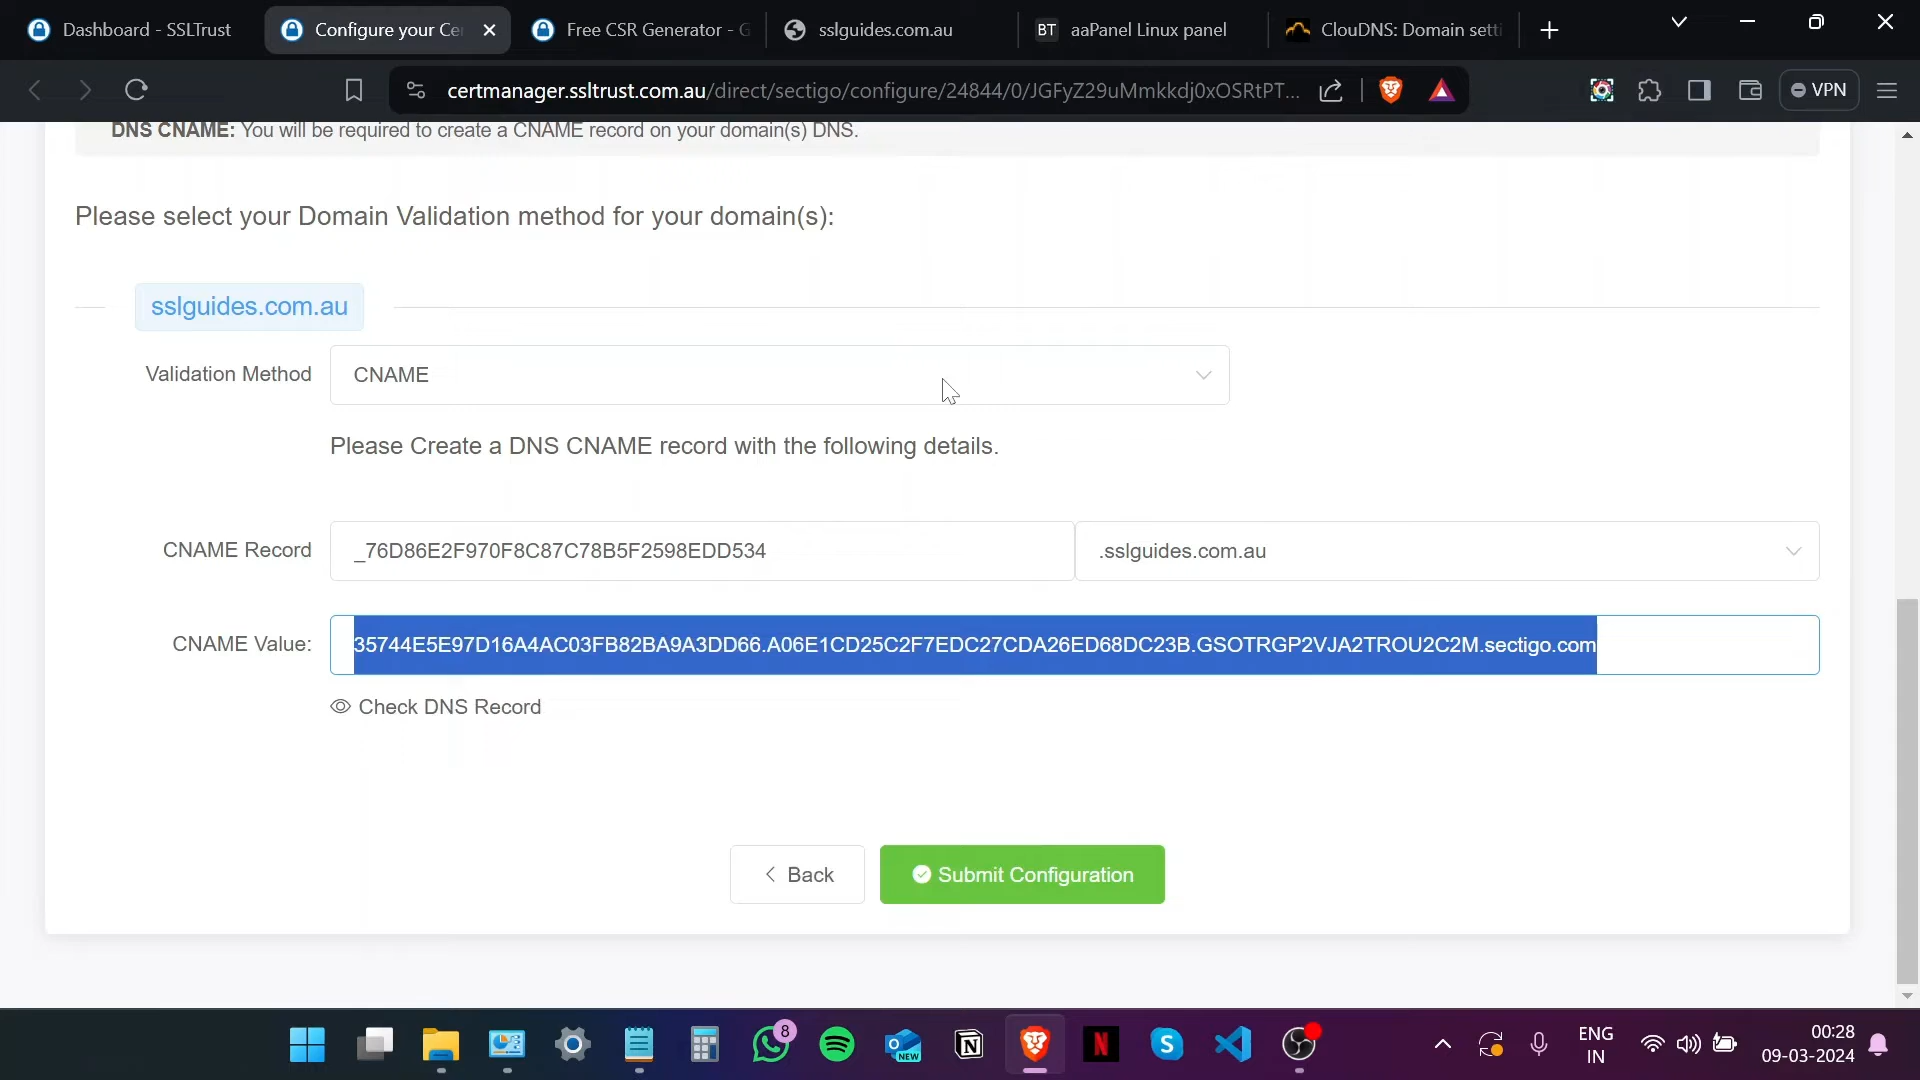 Dashboard - SSLTrust
Configure your Ce
Free CSR Generator - G
sslguides.com.au
BT aaPanel Linux panel
ClouDNS: Domain setti
certmanager.ssltrust.com.au/direct/sectigo/configure/24844/0/JGFyZ29uMmkkdj0xOSRtPT...
VPN
DNS CNAME: You will be required to create a CNAME record on your domain(s) DNS.
Please select your Domain Validation method for your domain(s):
sslguides.com.au
Validation Method
CNAME
Please Create a DNS CNAME record with the following details.
CNAME Record
_76D86E2F970F8C87C78B5F2598EDD534
.sslguides.com.au
CNAME Value:
35744E5E97D16A4AC03FB82BA9A3DD66.A06E1CD25C2F7EDC27CDA26ED68DC23B.GSOTRGP2VJA2TROU2C2M.sectigo.com
Check DNS Record
Back
Submit Configuration
8
NEW
ENG
IN
00:28
09-03-2024